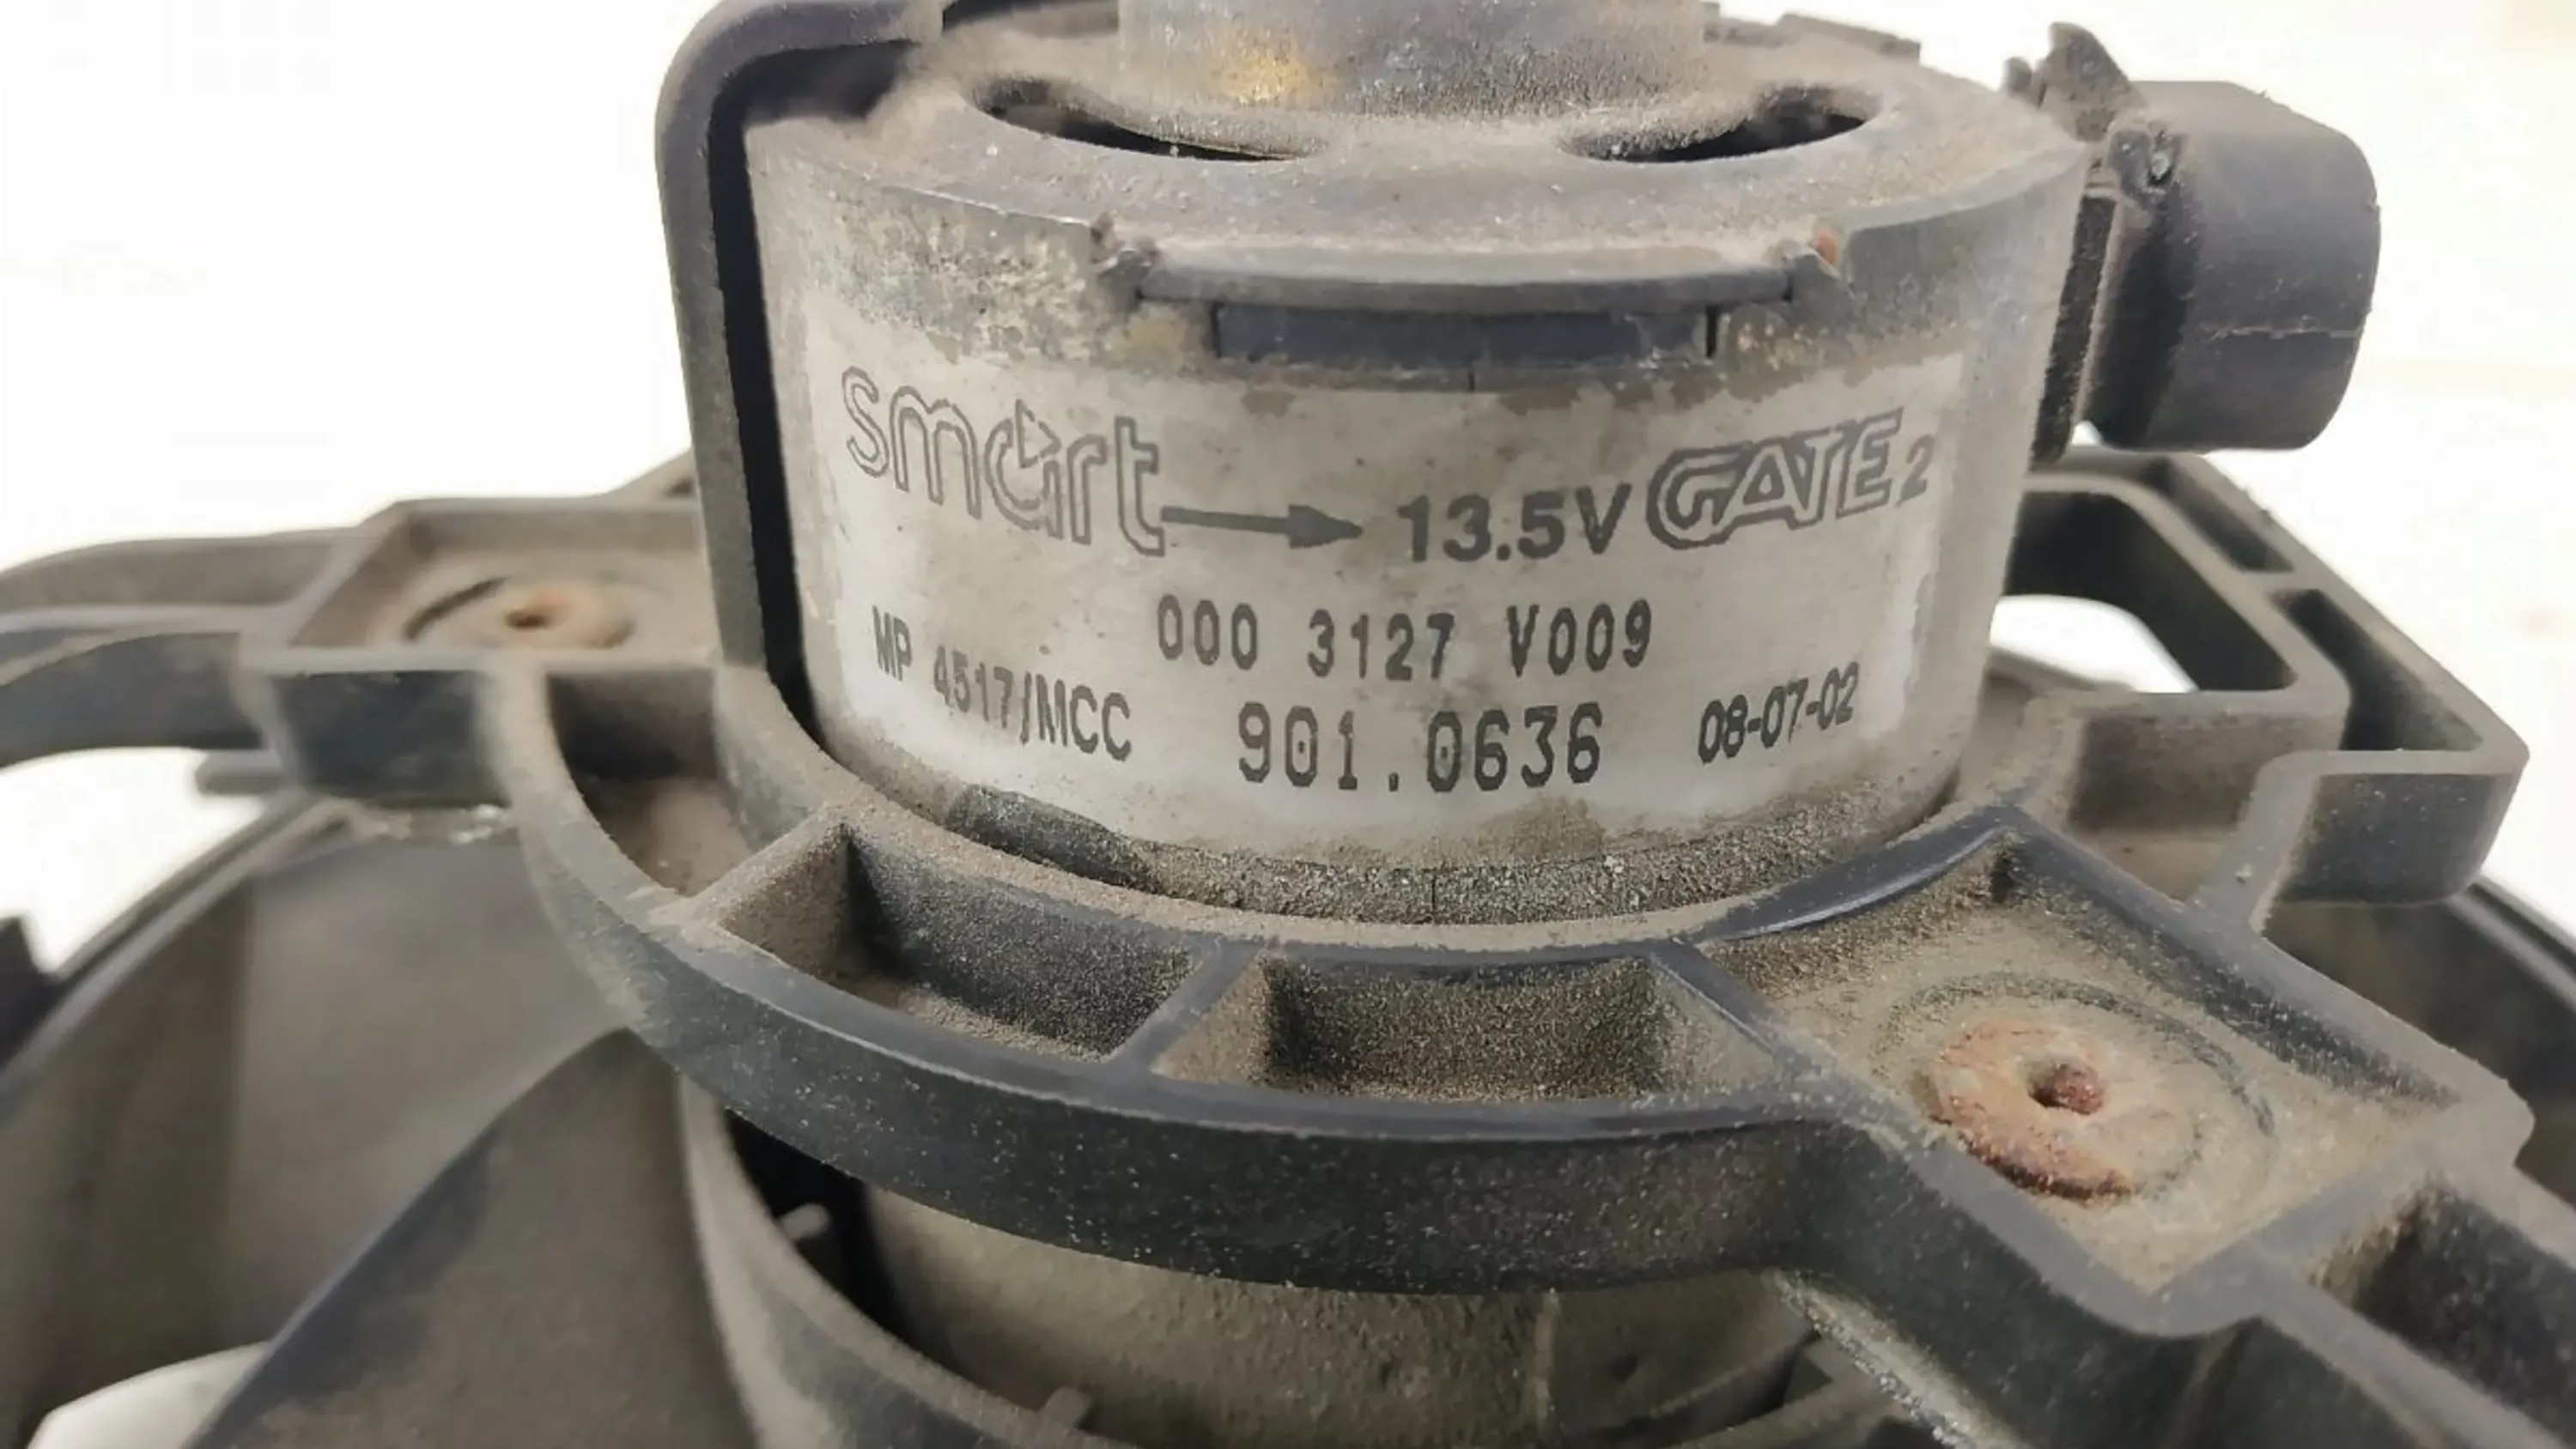 smart 13.5V GATE 2
000 3127 V009
MP 4517/MCC 901.0636 08-07-02